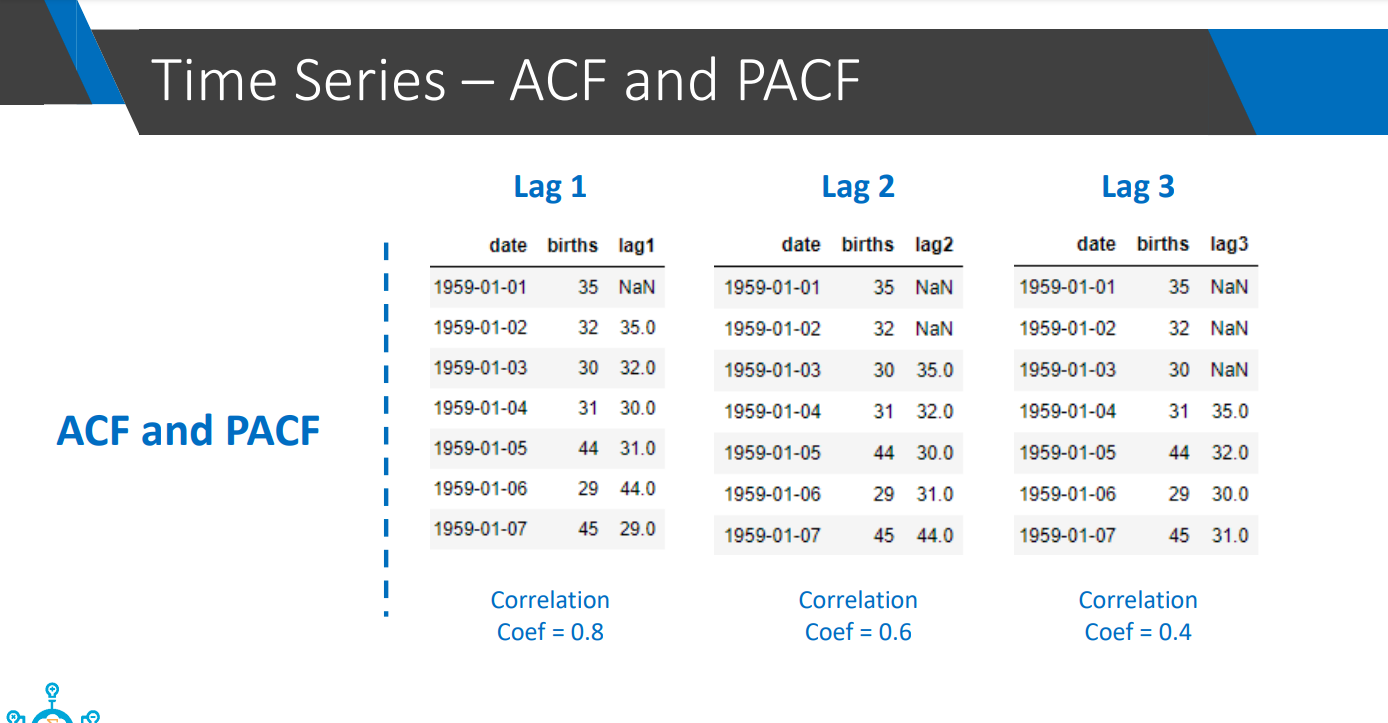 Time Series – ACF and PACF
ACF and PACF
Lag 1
date births lag1
1959-01-01 35 NaN
1959-01-02 32 35.0
1959-01-03 30 32.0
1959-01-04 31 30.0
1959-01-05 44 31.0
1959-01-06 29 44.0
1959-01-07 45 29.0
Correlation
Coef = 0.8
Lag 2
date births lag2
1959-01-01 35 NaN
1959-01-02 32 NaN
1959-01-03 30 35.0
1959-01-04 31 32.0
1959-01-05 44 30.0
1959-01-06 29 31.0
1959-01-07 45 44.0
Correlation
Coef = 0.6
Lag 3
date births lag3
1959-01-01 35 NaN
1959-01-02 32 NaN
1959-01-03 30 NaN
1959-01-04 31 35.0
1959-01-05 44 32.0
1959-01-06 29 30.0
1959-01-07 45 31.0
Correlation
Coef = 0.4